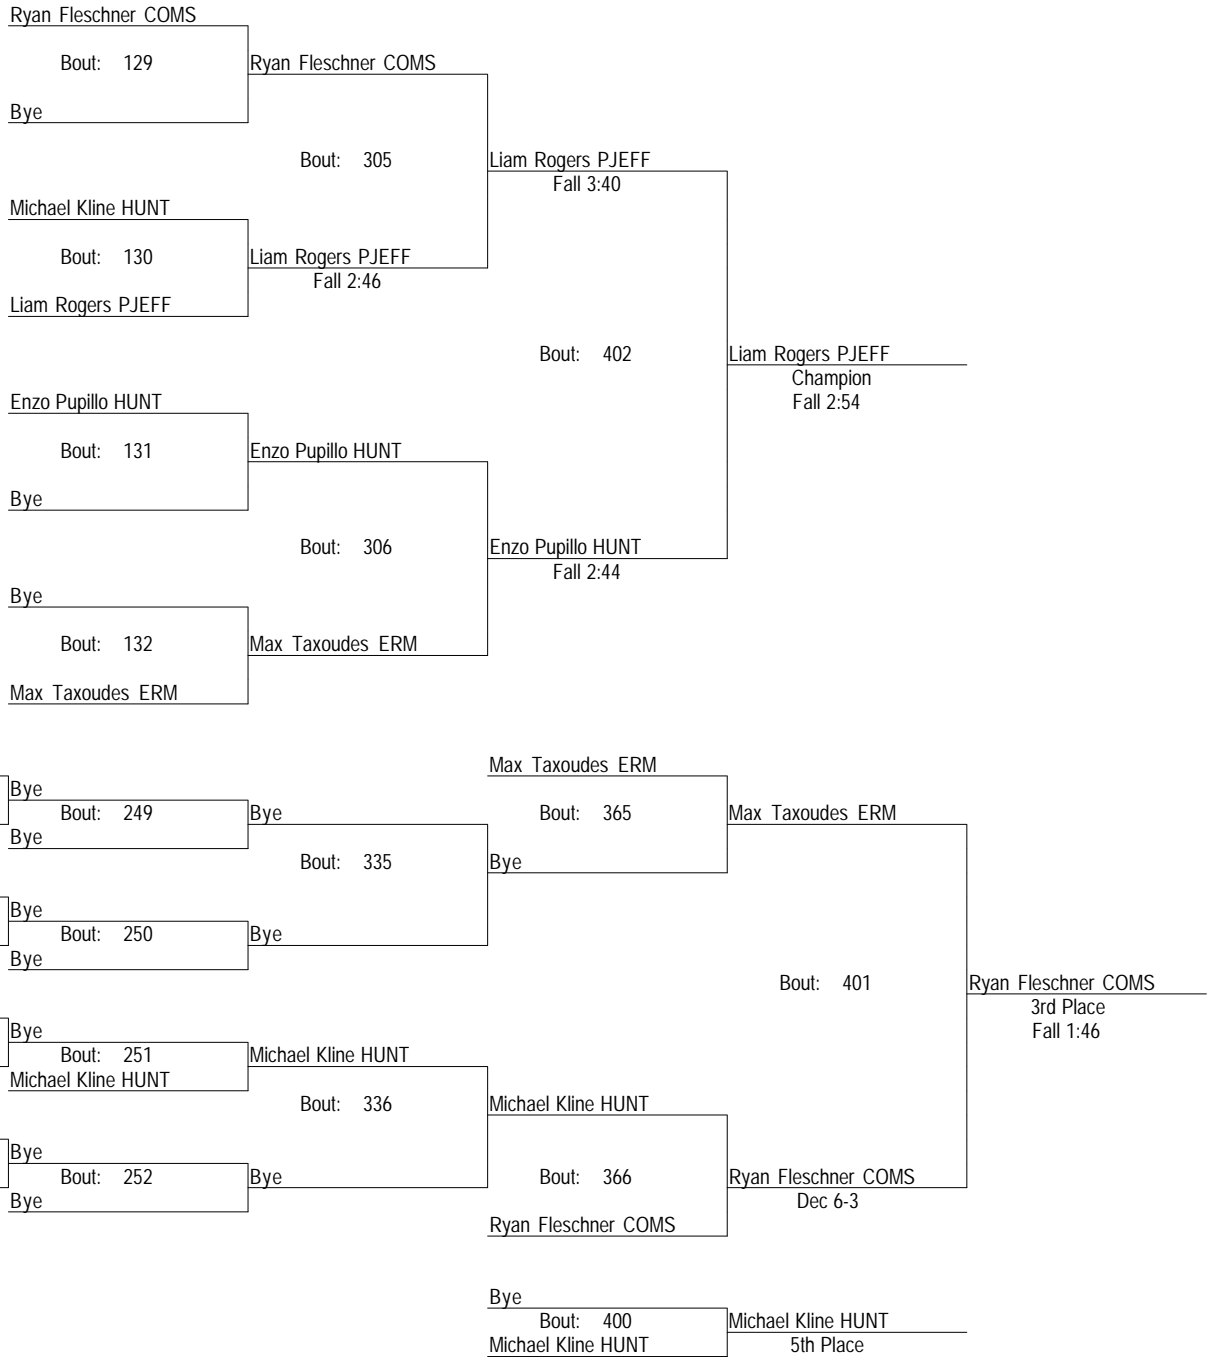 Ryan Fleschner COMS
Bout: 129
Ryan Fleschner COMS
Bye
Bout: 305
Liam Rogers PJEFF
Fall 3:40
Michael Kline HUNT
Bout: 130
Liam Rogers PJEFF
Fall 2:46
Liam Rogers PJEFF
Bout: 402
Liam Rogers PJEFF
Champion
Fall 2:54
Enzo Pupillo HUNT
Bout: 131
Enzo Pupillo HUNT
Bye
Bout: 306
Enzo Pupillo HUNT
Fall 2:44
Bye
Bout: 132
Max Taxoudes ERM
Max Taxoudes ERM
Max Taxoudes ERM
Bye
Bout: 249
Bye
Bout: 365
Max Taxoudes ERM
Bye
Bout: 335
Bye
Bye
Bout: 250
Bye
Bye
Bout: 401
Ryan Fleschner COMS
3rd Place
Fall 1:46
Bye
Bout: 251
Michael Kline HUNT
Michael Kline HUNT
Bout: 336
Michael Kline HUNT
Bye
Bout: 252
Bye
Bout: 366
Ryan Fleschner COMS
Dec 6-3
Bye
Ryan Fleschner COMS
Bye
Bout: 400
Michael Kline HUNT
Michael Kline HUNT
5th Place